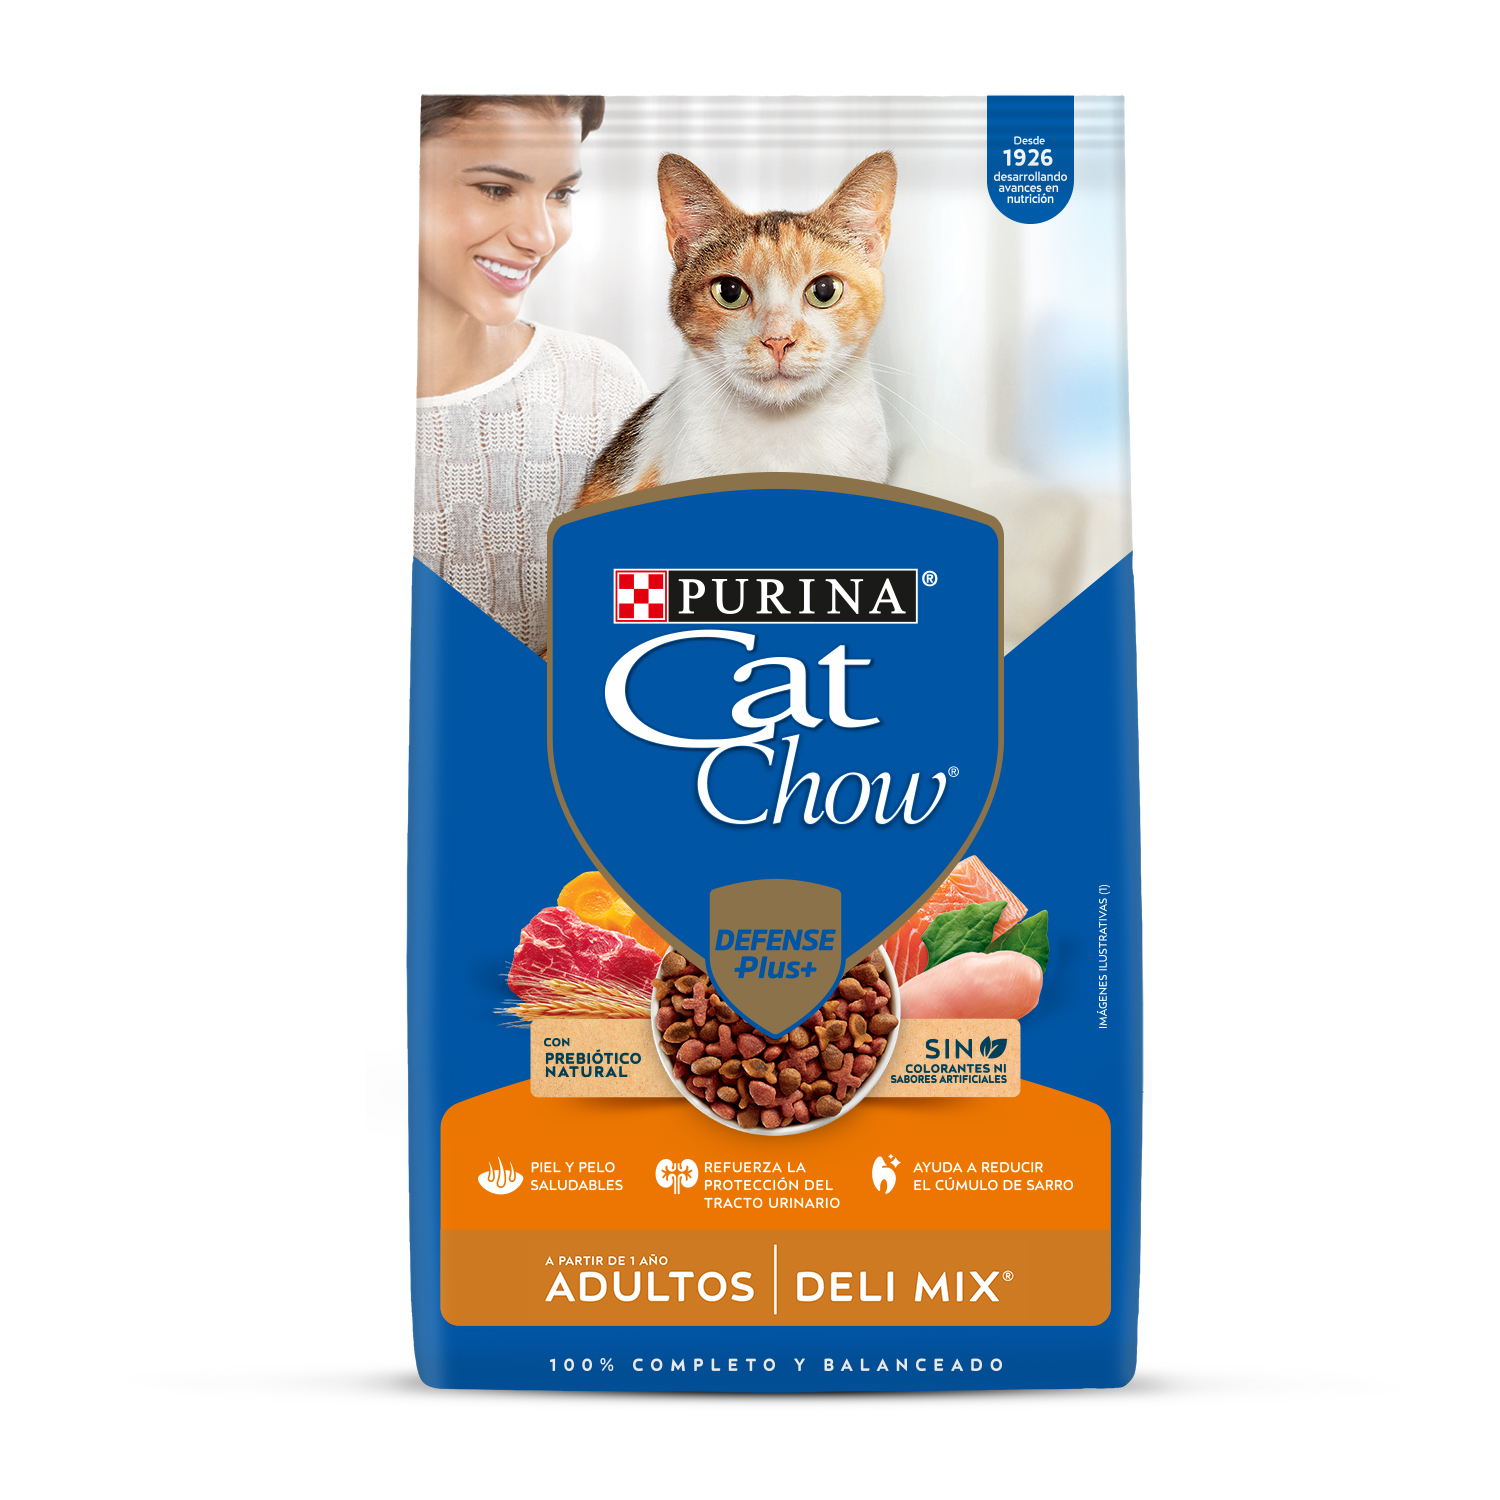 Desde
1926
desarrollando
avances en
nutrición
PURINA®
Cat
Chow®
DEFENSE
Plus+
IMÁGENES ILUSTRATIVAS (1)
CON
PREBIÓTICO
NATURAL
SIN
COLORANTES NI
SABORES ARTIFICIALES
PIEL Y PELO
SALUDABLES
REFUERZA LA
PROTECCIÓN DEL
TRACTO URINARIO
AYUDA A REDUCIR
EL CÚMULO DE SARRO
A PARTIR DE 1 AÑO
ADULTOS
DELI MIX®
100% COMPLETO Y BALANCEADO